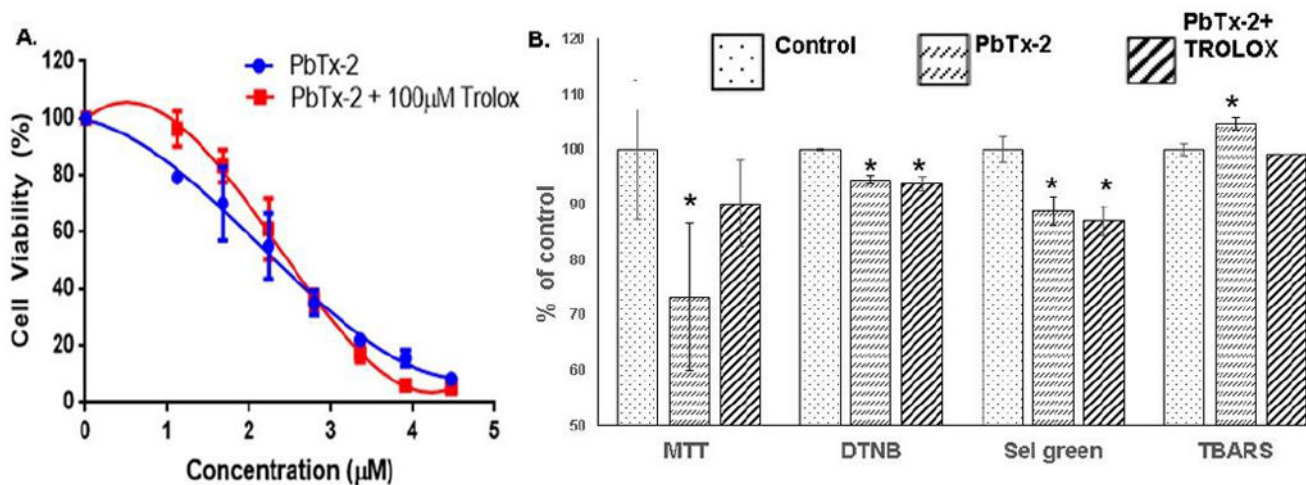 A.
120
100
80
60
40
20
0
Cell Viability (%)
PbTx-2
PbTx-2 + 100μM Trolox
0 1 2 3 4 5
Concentration (μM)
B.
120
110
100
90
80
70
60
50
% of control
Control
PbTx-2
PbTx-2+
TROLOX
*
* *
* *
*
MTT DTNB Sel green TBARS